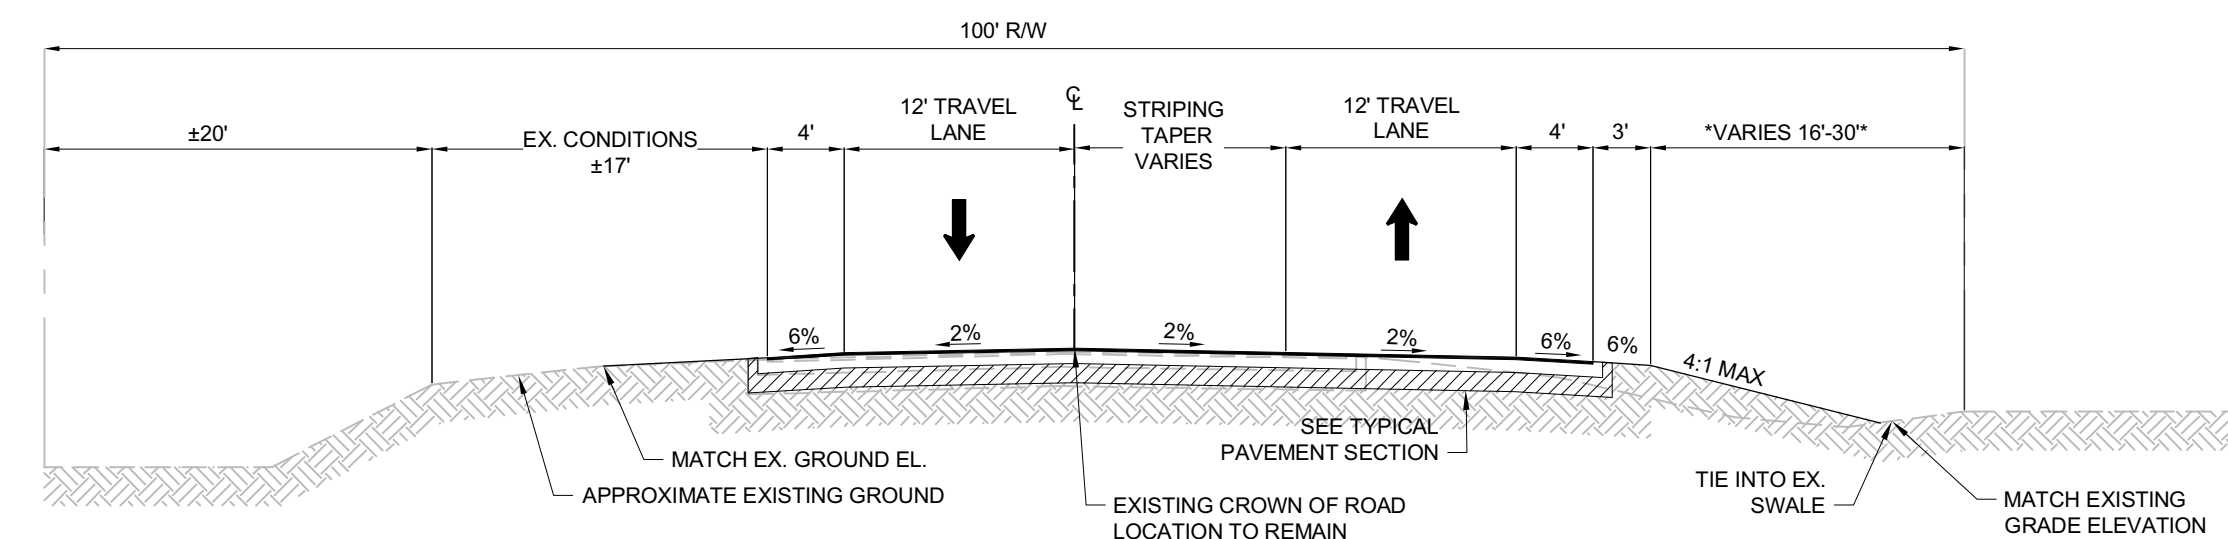 100' R/W
±20'
EX. CONDITIONS
±17'
4'
12' TRAVEL
LANE
℄
STRIPING
TAPER
VARIES
12' TRAVEL
LANE
4'
3'
*VARIES 16'-30'*
6%
2%
2%
2%
6%
6%
4:1 MAX
MATCH EX. GROUND EL.
APPROXIMATE EXISTING GROUND
EXISTING CROWN OF ROAD
LOCATION TO REMAIN
SEE TYPICAL
PAVEMENT SECTION
TIE INTO EX.
SWALE
MATCH EXISTING
GRADE ELEVATION